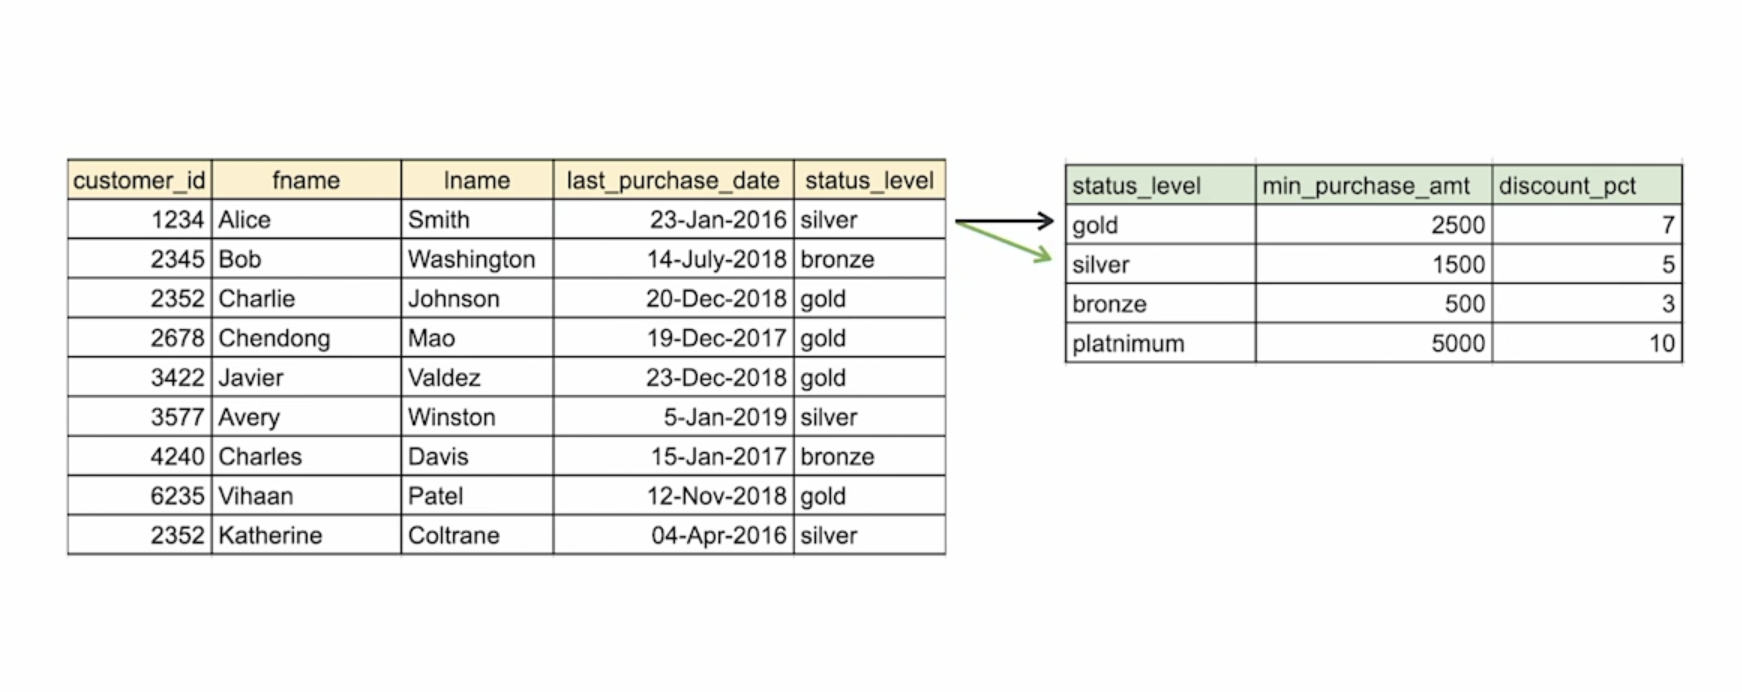 customer_id fname lname last_purchase_date status_level
1234 Alice Smith 23-Jan-2016 silver
2345 Bob Washington 14-July-2018 bronze
2352 Charlie Johnson 20-Dec-2018 gold
2678 Chendong Mao 19-Dec-2017 gold
3422 Javier Valdez 23-Dec-2018 gold
3577 Avery Winston 5-Jan-2019 silver
4240 Charles Davis 15-Jan-2017 bronze
6235 Vihaan Patel 12-Nov-2018 gold
2352 Katherine Coltrane 04-Apr-2016 silver
status_level min_purchase_amt discount_pct
gold 2500 7
silver 1500 5
bronze 500 3
platnimum 5000 10